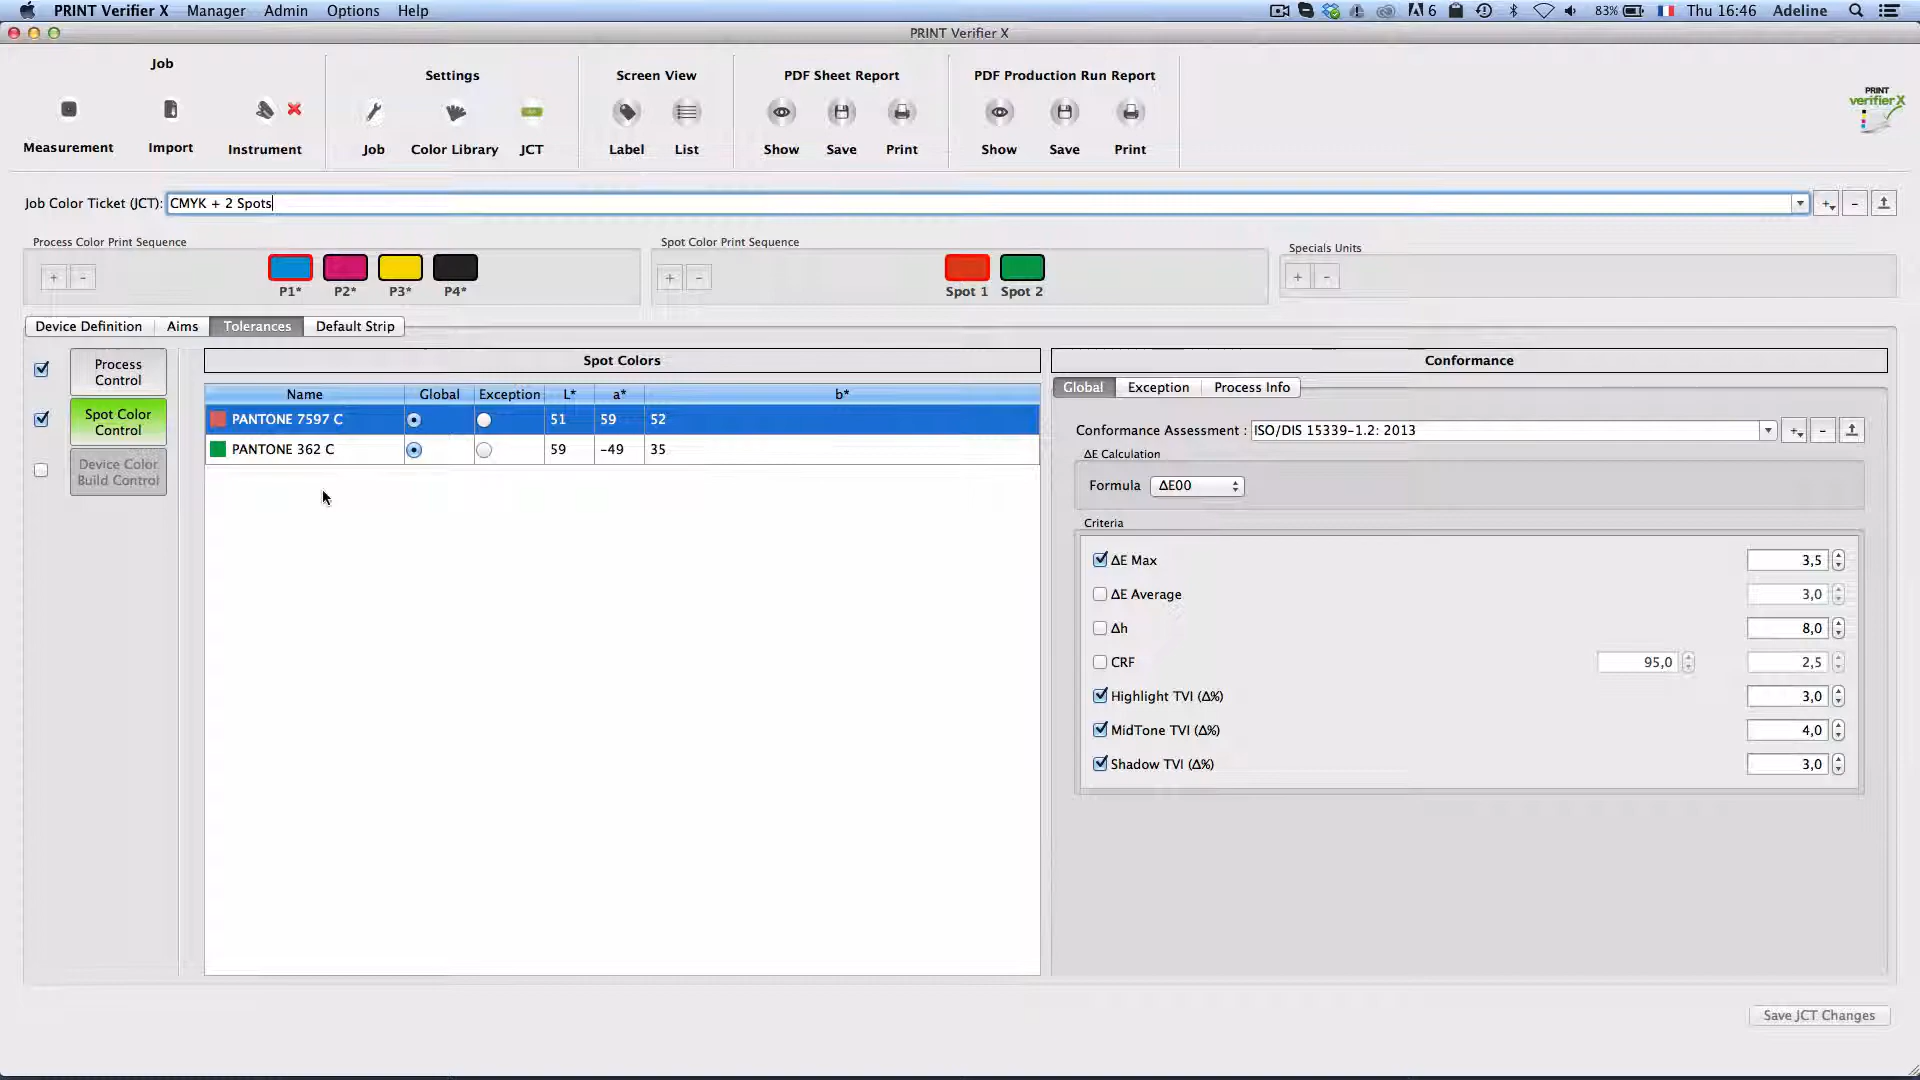 PRINT Verifier X Manager Admin Options Help 6 83% Thu 16:46 Adeline
PRINT Verifier X
Job Settings Screen View PDF Sheet Report PDF Production Run Report
Measurement Import Instrument Job Color Library JCT Label List Show Save Print Show Save Print
PRINT
verifierX
Job Color Ticket (JCT): CMYK + 2 Spots + -
Process Color Print Sequence Spot Color Print Sequence Specials Units
+ - + - + -
P1* P2* P3* P4* Spot 1 Spot 2
Device Definition Aims Tolerances Default Strip
Process
Control
Spot Color
Control
Device Color
Build Control
Spot Colors
Name Global Exception L* a* b*
PANTONE 7597 C 51 59 52
PANTONE 362 C 59 -49 35
Conformance
Global Exception Process Info
Conformance Assessment : ISO/DIS 15339-1.2: 2013 + -
ΔE Calculation
Formula ΔE00
Criteria
ΔE Max 3,5
ΔE Average 3,0
Δh 8,0
CRF 95,0 2,5
Highlight TVI (Δ%) 3,0
MidTone TVI (Δ%) 4,0
Shadow TVI (Δ%) 3,0
Save JCT Changes